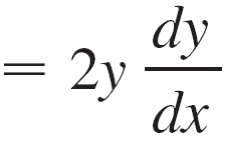 = 2y dy/dx